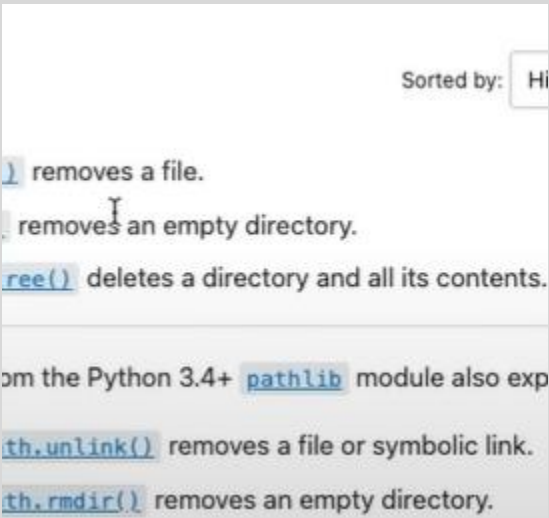 Sorted by: Hi
) removes a file.
removes an empty directory.
ree() deletes a directory and all its contents.
om the Python 3.4+ pathlib module also exp
th.unlink() removes a file or symbolic link.
th.rmdir() removes an empty directory.